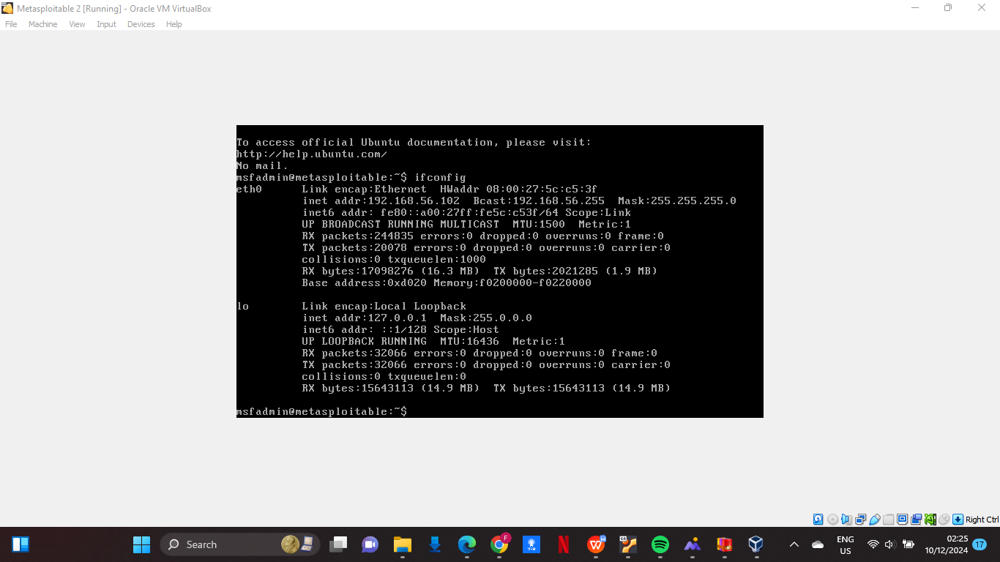 Metasploitable 2 [Running] - Oracle VM VirtualBox
File Machine View Input Devices Help
To access official Ubuntu documentation, please visit:
http://help.ubuntu.com/
No mail.
msfadmin@metasploitable:~$ ifconfig
eth0 Link encap:Ethernet HWaddr 08:00:27:5c:c5:3f
inet addr:192.168.56.102 Bcast:192.168.56.255 Mask:255.255.255.0
inet6 addr: fe80::a00:27ff:fe5c:c53f/64 Scope:Link
UP BROADCAST RUNNING MULTICAST MTU:1500 Metric:1
RX packets:244835 errors:0 dropped:0 overruns:0 frame:0
TX packets:20078 errors:0 dropped:0 overruns:0 carrier:0
collisions:0 txqueuelen:1000
RX bytes:17098276 (16.3 MB) TX bytes:2021285 (1.9 MB)
Base address:0xd020 Memory:f0200000-f0220000
lo Link encap:Local Loopback
inet addr:127.0.0.1 Mask:255.0.0.0
inet6 addr: ::1/128 Scope:Host
UP LOOPBACK RUNNING MTU:16436 Metric:1
RX packets:32066 errors:0 dropped:0 overruns:0 frame:0
TX packets:32066 errors:0 dropped:0 overruns:0 carrier:0
collisions:0 txqueuelen:0
RX bytes:15643113 (14.9 MB) TX bytes:15643113 (14.9 MB)
msfadmin@metasploitable:~$
Right Ctrl
Search
F
ENG
US
02:25
10/12/2024
17